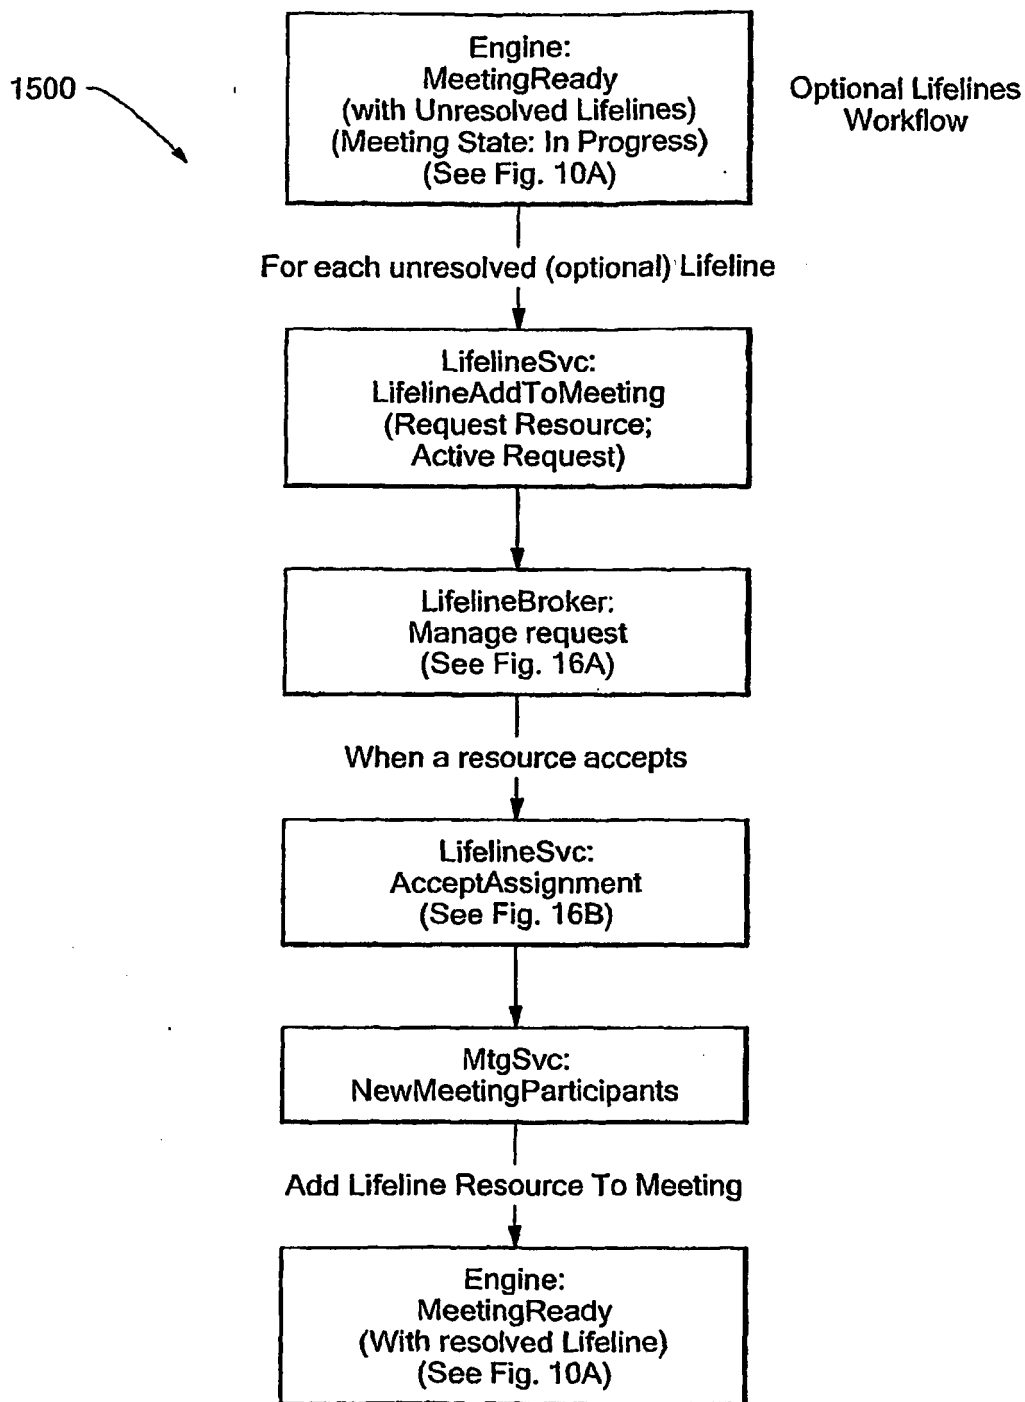 1500
Engine:
MeetingReady
(with Unresolved Lifelines)
(Meeting State: In Progress)
(See Fig. 10A)
Optional Lifelines
Workflow
For each unresolved (optional) Lifeline
LifelineSvc:
LifelineAddToMeeting
(Request Resource;
Active Request)
LifelineBroker:
Manage request
(See Fig. 16A)
When a resource accepts
LifelineSvc:
AcceptAssignment
(See Fig. 16B)
MtgSvc:
NewMeetingParticipants
Add Lifeline Resource To Meeting
Engine:
MeetingReady
(With resolved Lifeline)
(See Fig. 10A)